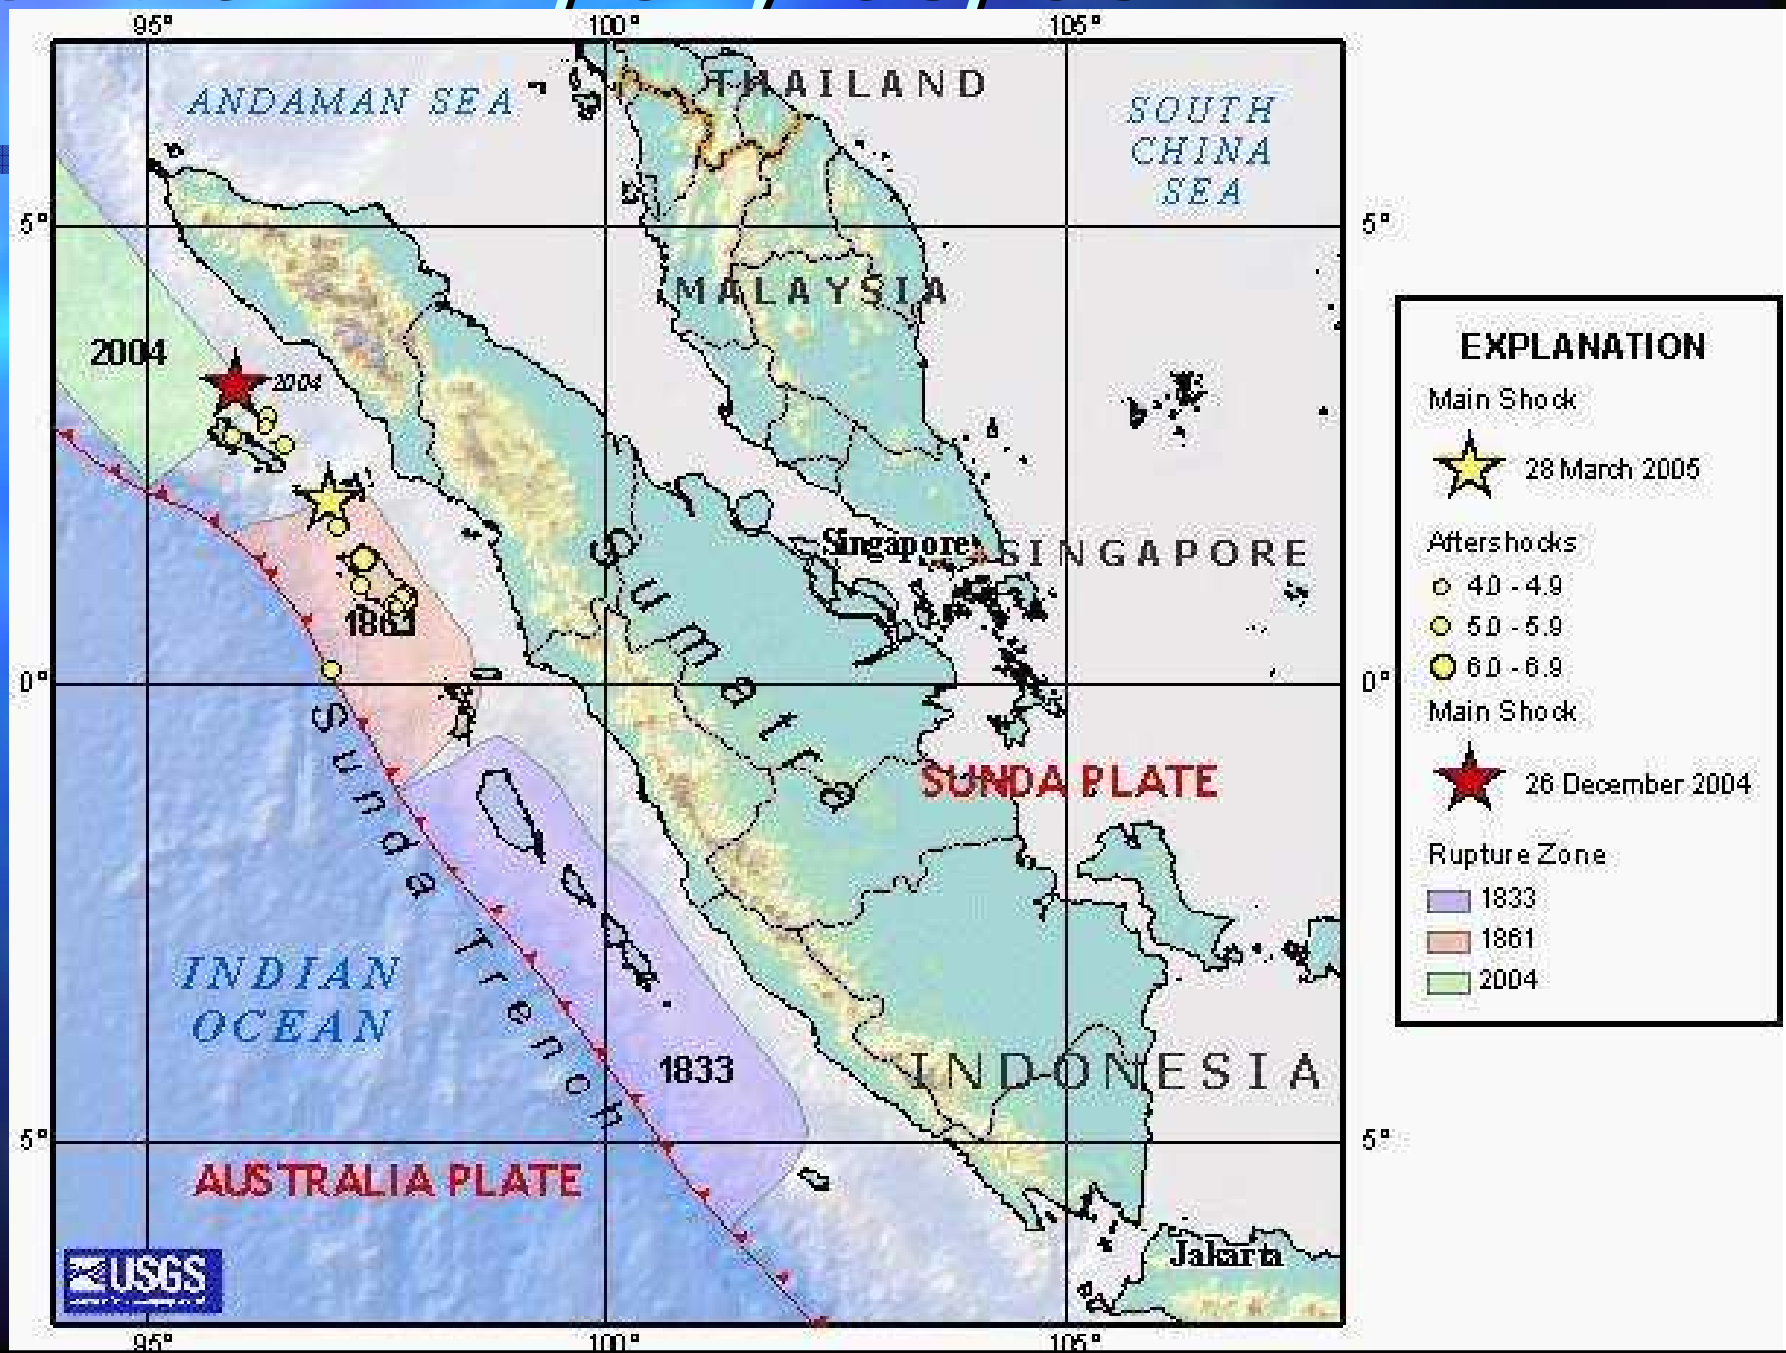 95°
100°
105°
ANDAMAN SEA
THAILAND
SOUTH
CHINA
SEA
5°
5°
MALAYSIA
2004
2004
Singapore
SINGAPORE
Sumatra
1861
0°
0°
Sunda Trench
SUNDA PLATE
INDIAN
OCEAN
1833
INDONESIA
5°
5°
AUSTRALIA PLATE
Jakarta
USGS
95°
100°
105°
EXPLANATION
Main Shock
28 March 2005
Aftershocks
4.0 - 4.9
5.0 - 5.9
6.0 - 6.9
Main Shock
26 December 2004
Rupture Zone
1833
1861
2004